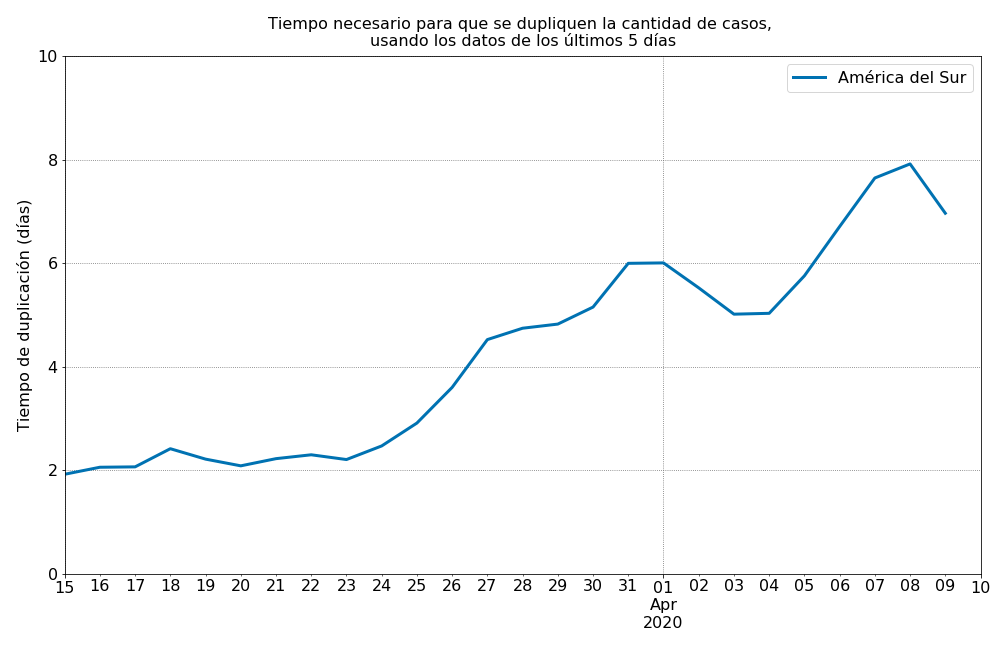 Tiempo necesario para que se dupliquen la cantidad de casos,
usando los datos de los últimos 5 días
América del Sur
Tiempo de duplicación (días)
10
8
6
4
2
0
15 16 17 18 19 20 21 22 23 24 25 26 27 28 29 30 31 01 02 03 04 05 06 07 08 09 10
Apr
2020